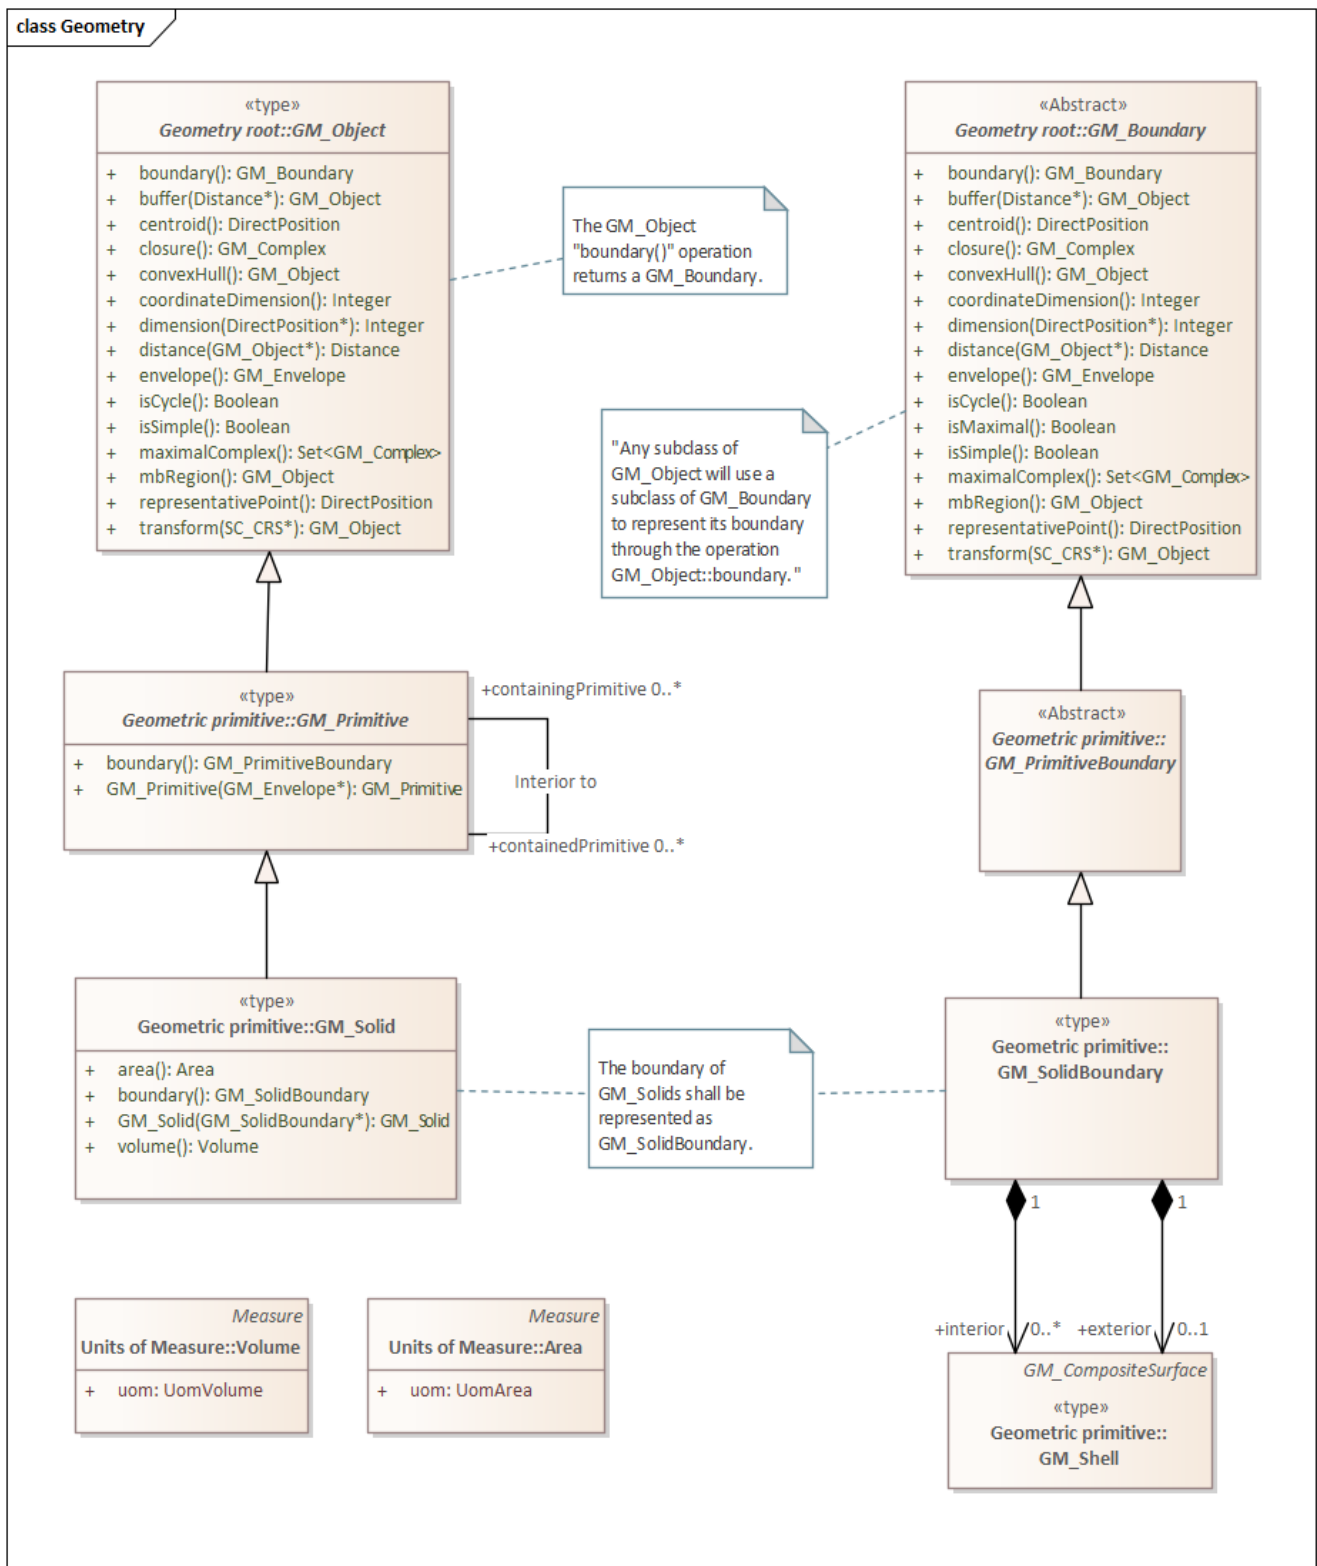 class Geometry
«type»
Geometry root::GM_Object
+ boundary(): GM_Boundary
+ buffer(Distance*): GM_Object
+ centroid(): DirectPosition
+ closure(): GM_Complex
+ convexHull(): GM_Object
+ coordinateDimension(): Integer
+ dimension(DirectPosition*): Integer
+ distance(GM_Object*): Distance
+ envelope(): GM_Envelope
+ isCycle(): Boolean
+ isSimple(): Boolean
+ maximalComplex(): Set<GM_Complex>
+ mbRegion(): GM_Object
+ representativePoint(): DirectPosition
+ transform(SC_CRS*): GM_Object
The GM_Object
"boundary()" operation
returns a GM_Boundary.
«Abstract»
Geometry root::GM_Boundary
+ boundary(): GM_Boundary
+ buffer(Distance*): GM_Object
+ centroid(): DirectPosition
+ closure(): GM_Complex
+ convexHull(): GM_Object
+ coordinateDimension(): Integer
+ dimension(DirectPosition*): Integer
+ distance(GM_Object*): Distance
+ envelope(): GM_Envelope
+ isCycle(): Boolean
+ isMaximal(): Boolean
+ isSimple(): Boolean
+ maximalComplex(): Set<GM_Complex>
+ mbRegion(): GM_Object
+ representativePoint(): DirectPosition
+ transform(SC_CRS*): GM_Object
"Any subclass of
GM_Object will use a
subclass of GM_Boundary
to represent its boundary
through the operation
GM_Object::boundary."
«type»
Geometric primitive::GM_Primitive
+ boundary(): GM_PrimitiveBoundary
+ GM_Primitive(GM_Envelope*): GM_Primitive
+containingPrimitive 0..*
Interior to
+containedPrimitive 0..*
«Abstract»
Geometric primitive::
GM_PrimitiveBoundary
«type»
Geometric primitive::GM_Solid
+ area(): Area
+ boundary(): GM_SolidBoundary
+ GM_Solid(GM_SolidBoundary*): GM_Solid
+ volume(): Volume
The boundary of
GM_Solids shall be
represented as
GM_SolidBoundary.
«type»
Geometric primitive::
GM_SolidBoundary
1
1
+interior 0..*
+exterior 0..1
Measure
Units of Measure::Volume
+ uom: UomVolume
Measure
Units of Measure::Area
+ uom: UomArea
GM_CompositeSurface
«type»
Geometric primitive::
GM_Shell